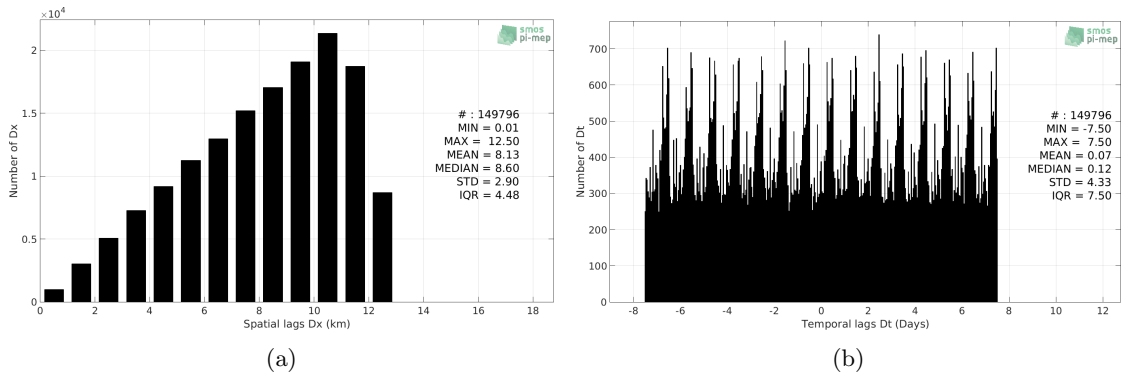 ×10⁴
2
1.5
1
0.5
0
Number of Dx
0 2 4 6 8 10 12 14 16 18
Spatial lags Dx (km)
smos
pi-mep
# : 149796
MIN = 0.01
MAX = 12.50
MEAN = 8.13
MEDIAN = 8.60
STD = 2.90
IQR = 4.48
(a)
700
600
500
400
300
200
100
0
Number of Dt
-8 -6 -4 -2 0 2 4 6 8 10 12
Temporal lags Dt (Days)
smos
pi-mep
# : 149796
MIN = -7.50
MAX = 7.50
MEAN = 0.07
MEDIAN = 0.12
STD = 4.33
IQR = 7.50
(b)